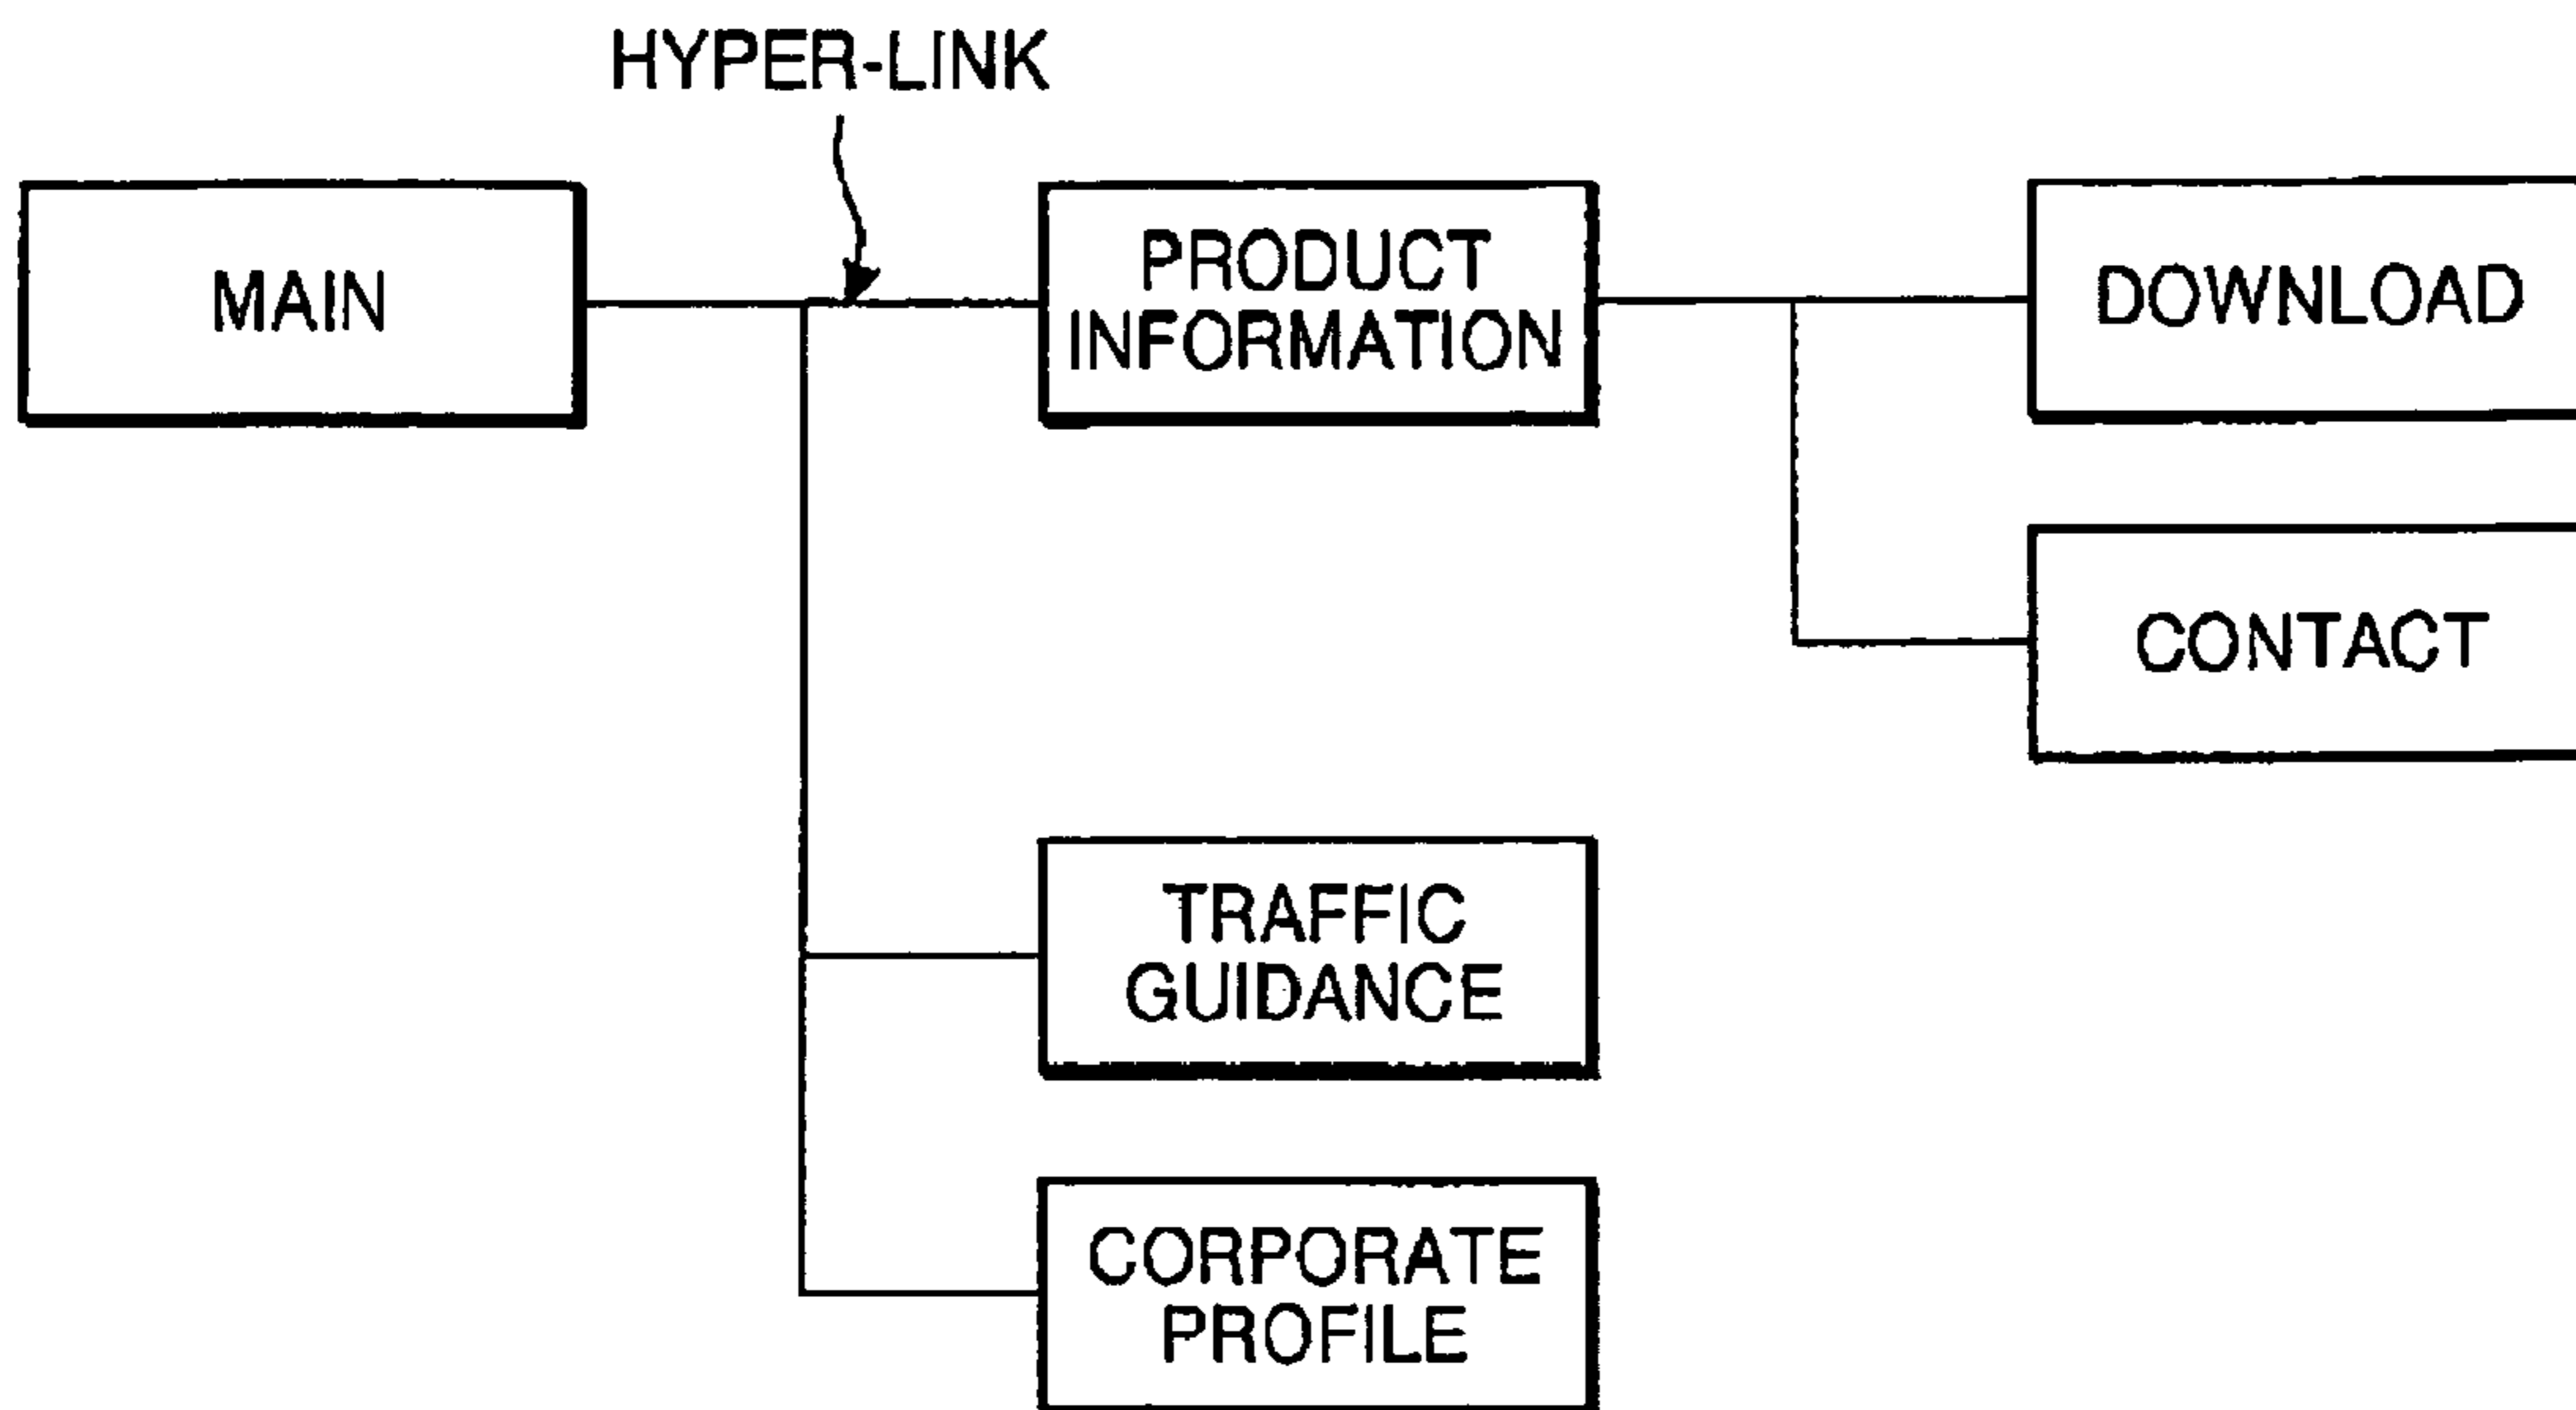 HYPER-LINK
MAIN
PRODUCT
INFORMATION
DOWNLOAD
CONTACT
TRAFFIC
GUIDANCE
CORPORATE
PROFILE